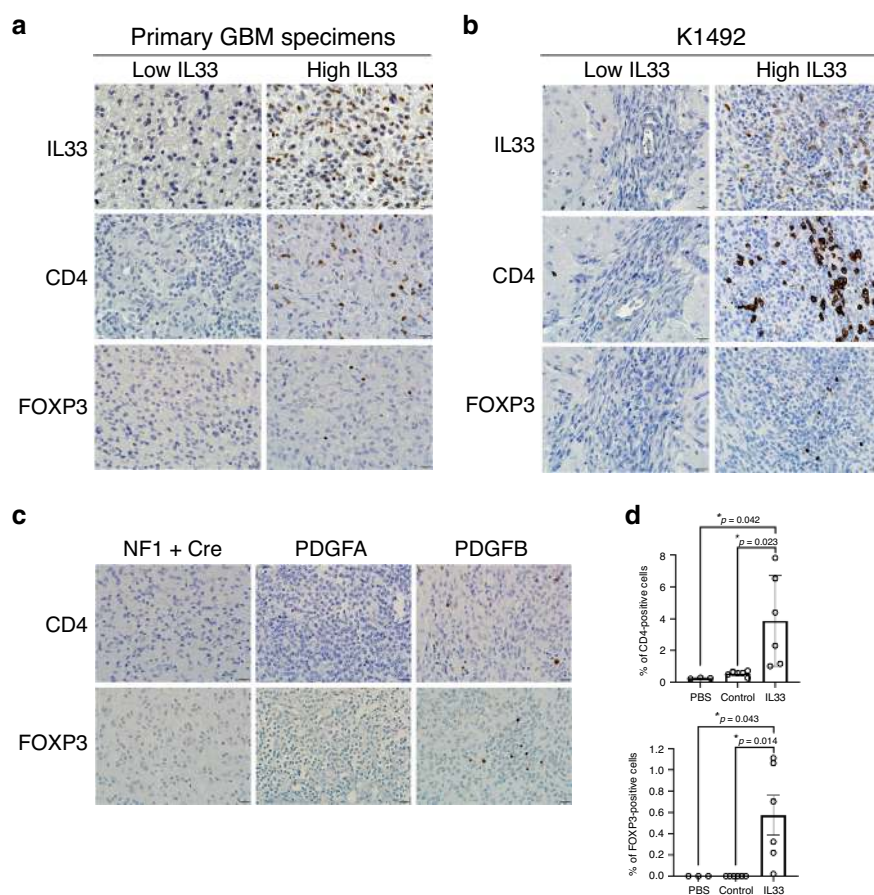 a
Primary GBM specimens
Low IL33 High IL33
IL33
CD4
FOXP3
b
K1492
Low IL33 High IL33
IL33
CD4
FOXP3
c
NF1 + Cre PDGFA PDGFB
CD4
FOXP3
d
*p = 0.042
*p = 0.023
% of CD4-positive cells
8
6
4
2
0
PBS Control IL33
*p = 0.043
*p = 0.014
% of FOXP3-positive cells
1.2
1.0
0.8
0.6
0.4
0.2
0.0
PBS Control IL33